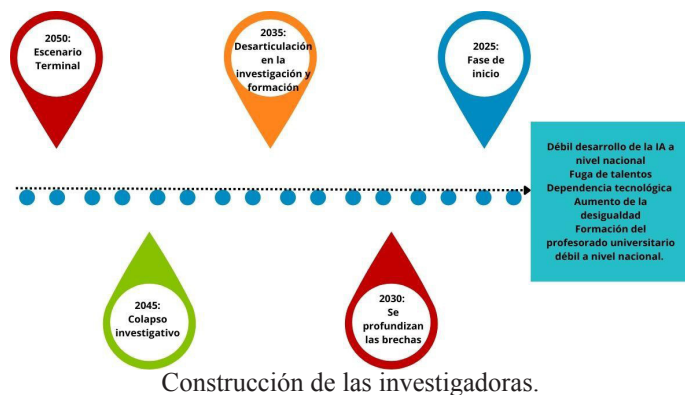 2050:
Escenario
Terminal
2035:
Desarticulación
en la
investigación y
formación
2025:
Fase de
inicio
Débil desarrollo de la IA a
nivel nacional
Fuga de talentos
Dependencia tecnológica
Aumento de la
desigualdad
Formación del
profesorado universitario
débil a nivel nacional.
2045:
Colapso
investigativo
2030:
Se
profundizan
las brechas
Construcción de las investigadoras.